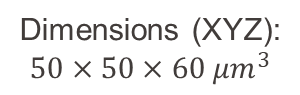 Dimensions (XYZ):
50 × 50 × 60 μm³